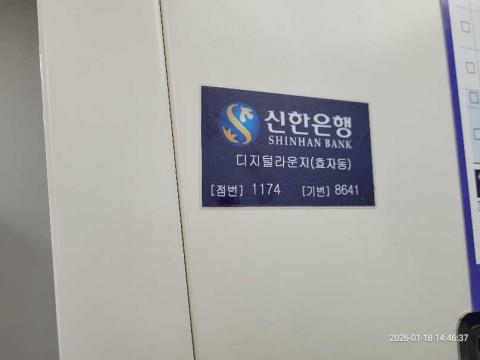 신한은행
SHINHAN BANK
디지털라운지(효자동)
[점번] 1174 [기번] 8641
2026-01-18 14:46:37